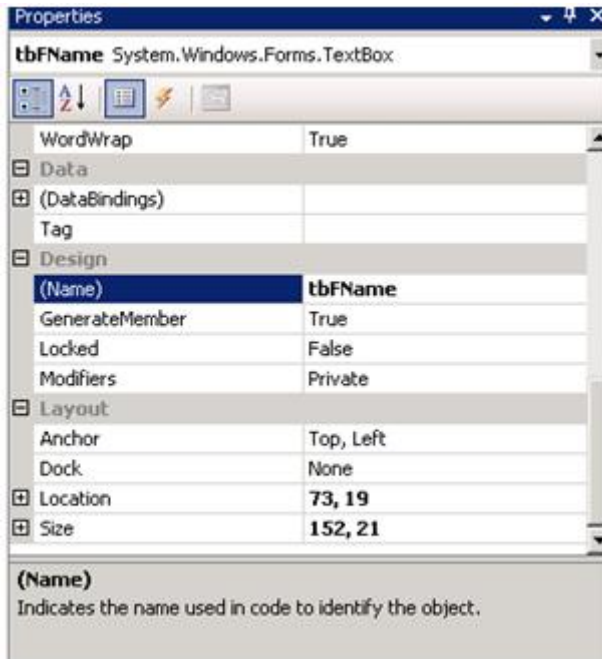 Properties
tbFName System.Windows.Forms.TextBox
WordWrap True
Data
(DataBindings)
Tag
Design
(Name) tbFName
GenerateMember True
Locked False
Modifiers Private
Layout
Anchor Top, Left
Dock None
Location 73, 19
Size 152, 21
(Name)
Indicates the name used in code to identify the object.